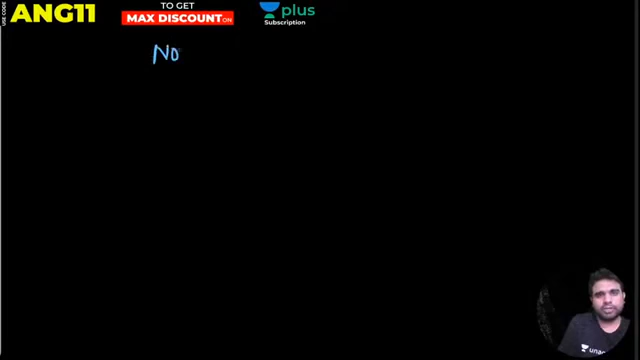 USE CODE
ANG11
TO GET
MAX DISCOUNT ON
plus
Subscription
No